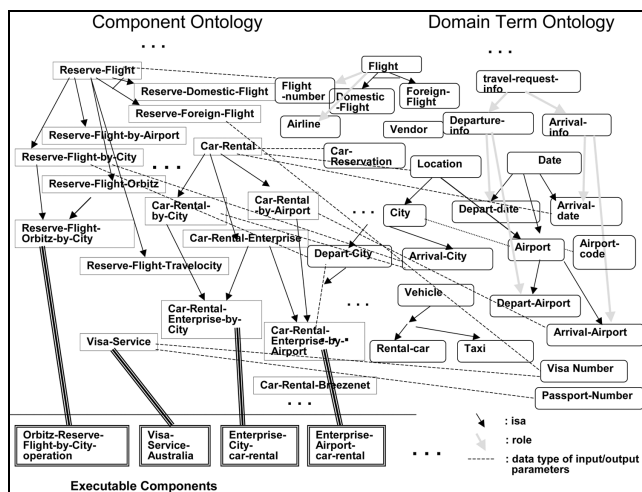 Component Ontology
Domain Term Ontology
. . .
. . .
Reserve-Flight
Flight
travel-request-
info
Reserve-Domestic-Flight
Flight
-number
Domestic
-Flight
Foreign-
Flight
Reserve-Foreign-Flight
Airline
Vendor
Departure-
info
Arrival-
info
Reserve-Flight-by-Airport
Car-Rental
Car-
Reservation
Reserve-Flight-by-City
. . .
Location
Date
Reserve-Flight-Orbitz
Car-Rental-
by-City
Car-Rental
-by-Airport
. . .
City
Depart-date
Arrival-
date
Reserve-Flight-
Orbitz-by-City
Car-Rental-Enterprise
Depart-City
Arrival-City
Airport
Airport-
code
Reserve-Flight-Travelocity
Vehicle
Depart-Airport
Car-Rental-
Enterprise-by-
City
. . .
Car-Rental-
Enterprise-by-
Airport
Arrival-Airport
Visa-Service
Rental-car
Taxi
Visa Number
Car-Rental-Breezenet
Passport-Number
. . .
: isa
: role
: data type of input/output
parameters
Orbitz-Reserve-
Flight-by-City-
operation
Visa-
Service-
Australia
Enterprise-
City-
car-rental
Enterprise-
Airport-
car-rental
. . .
Executable Components